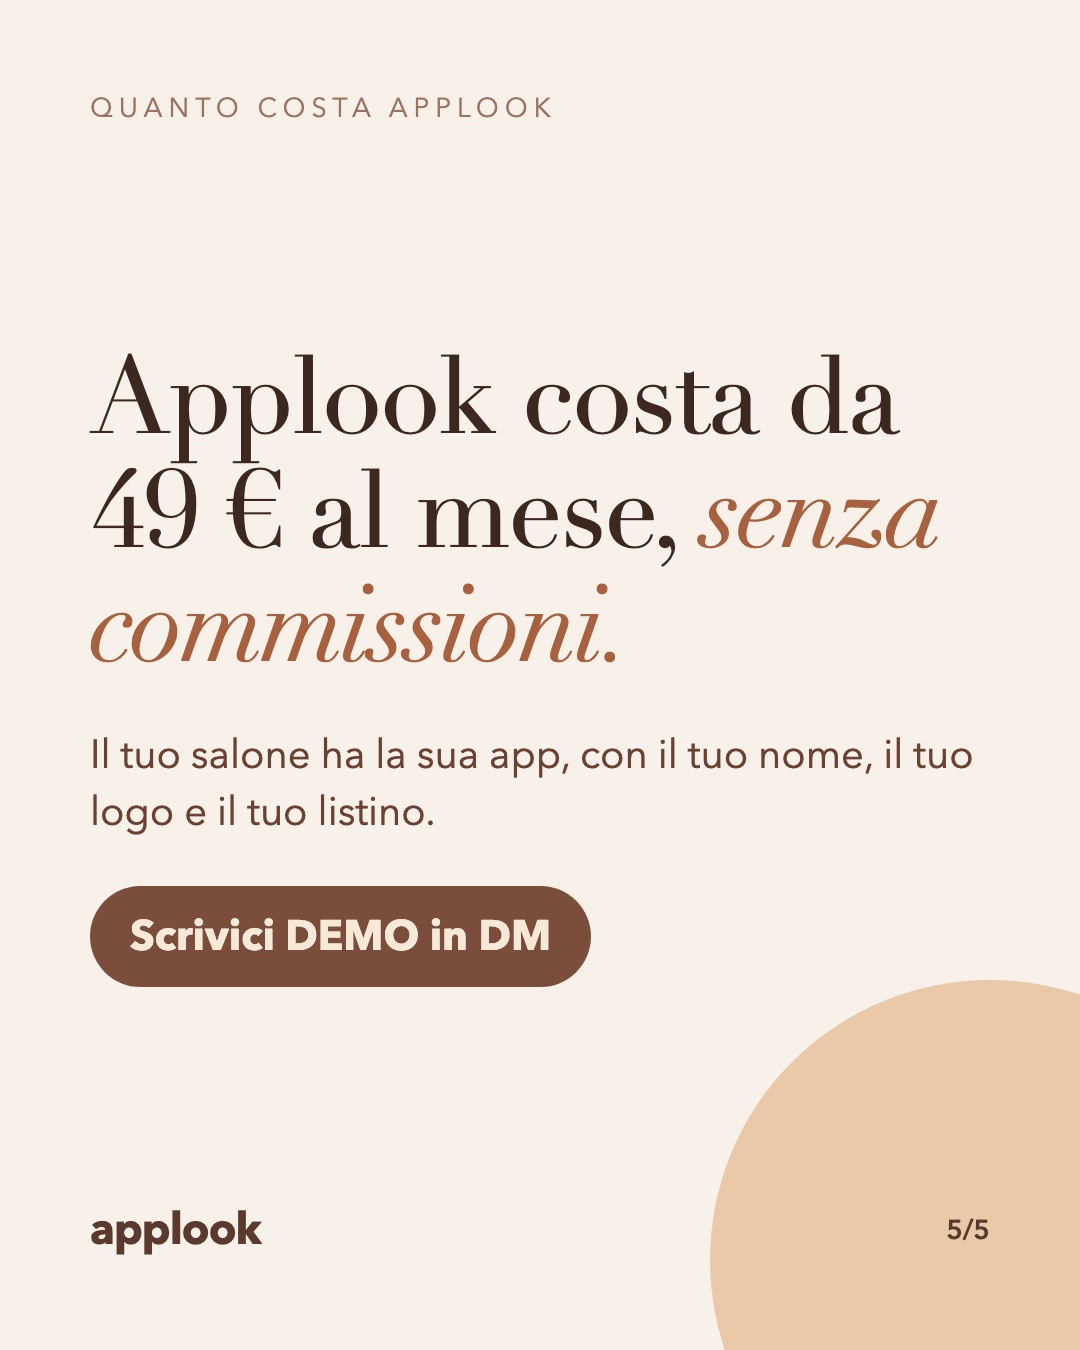 QUANTO COSTA APPLOOK
Applook costa da
49 € al mese, senza
commissioni.
Il tuo salone ha la sua app, con il tuo nome, il tuo
logo e il tuo listino.
Scrivici DEMO in DM
applook
5/5